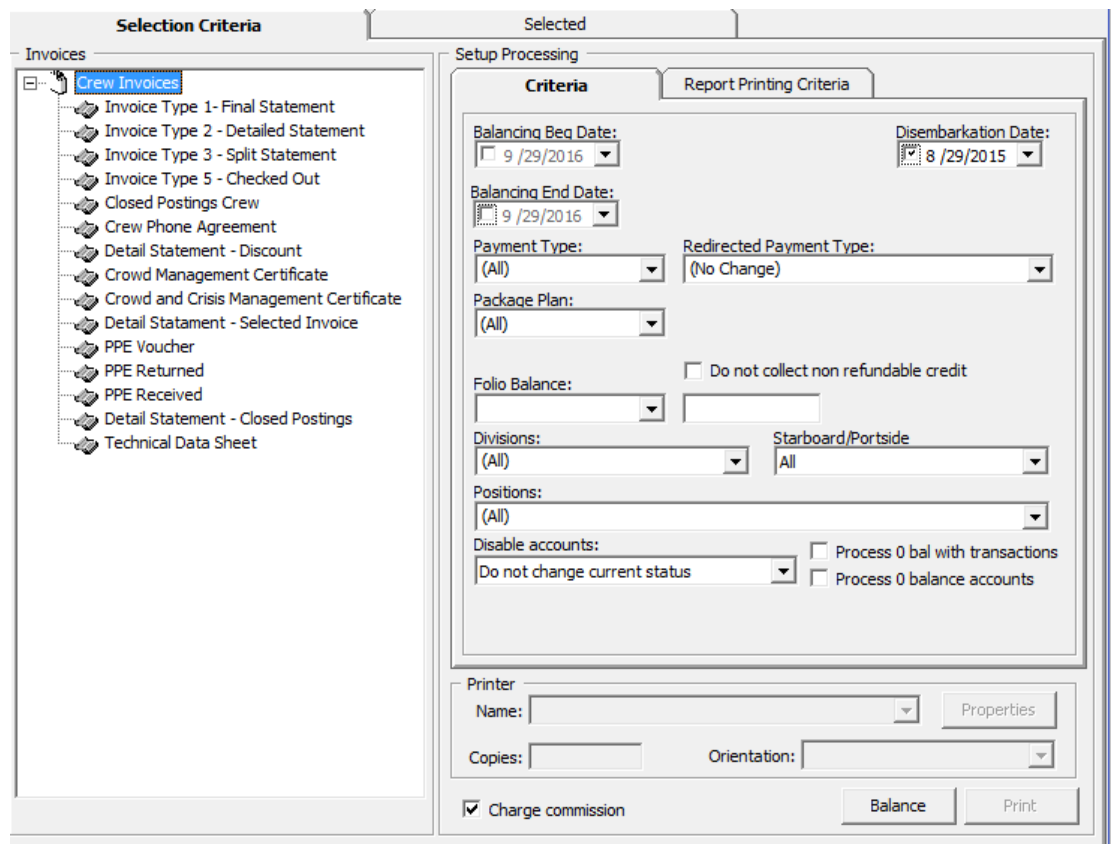 Selection Criteria
Selected
Invoices
Crew Invoices
Invoice Type 1- Final Statement
Invoice Type 2 - Detailed Statement
Invoice Type 3 - Split Statement
Invoice Type 5 - Checked Out
Closed Postings Crew
Crew Phone Agreement
Detail Statement - Discount
Crowd Management Certificate
Crowd and Crisis Management Certificate
Detail Statament - Selected Invoice
PPE Voucher
PPE Returned
PPE Received
Detail Statement - Closed Postings
Technical Data Sheet
Setup Processing
Criteria
Report Printing Criteria
Balancing Beg Date:
9 /29/2016
Disembarkation Date:
8 /29/2015
Balancing End Date:
9 /29/2016
Payment Type:
(All)
Redirected Payment Type:
(No Change)
Package Plan:
(All)
Do not collect non refundable credit
Folio Balance:
Divisions:
(All)
Starboard/Portside
All
Positions:
(All)
Disable accounts:
Do not change current status
Process 0 bal with transactions
Process 0 balance accounts
Printer
Name:
Properties
Copies:
Orientation:
Charge commission
Balance
Print